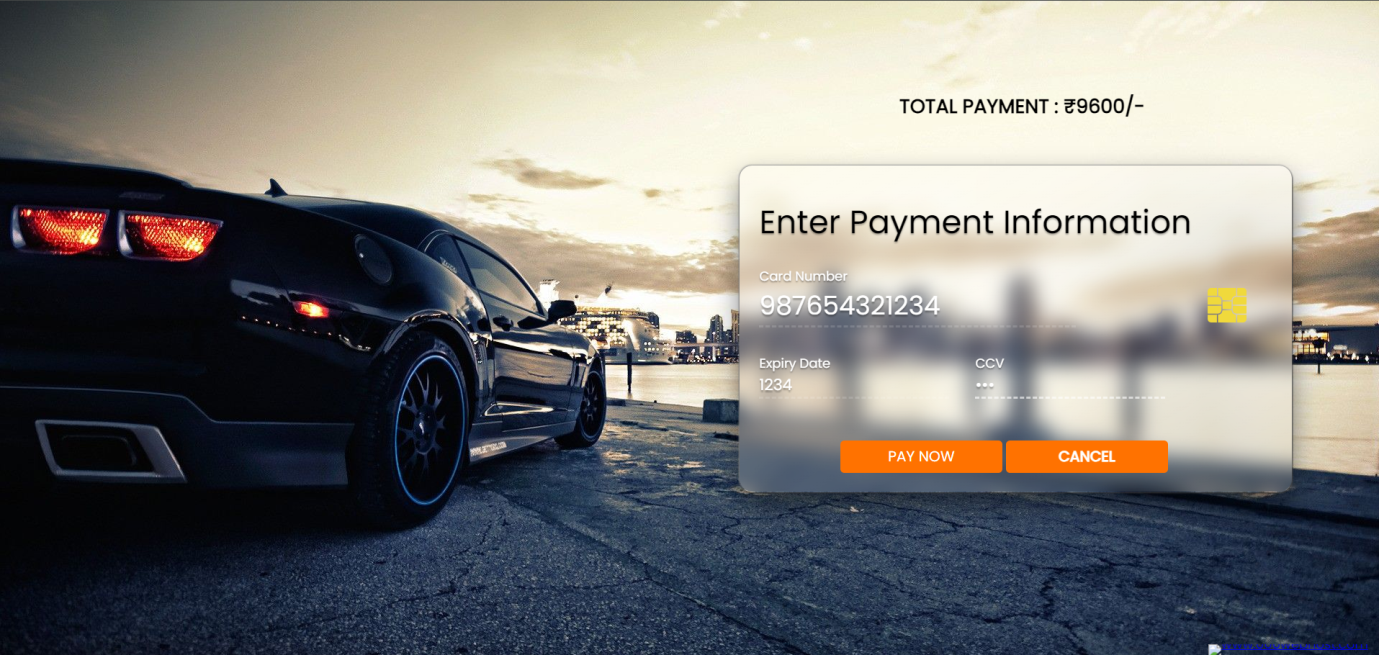 TOTAL PAYMENT : ₹9600/-
Enter Payment Information
Card Number
987654321234
Expiry Date
CCV
1234
•••
PAY NOW
CANCEL